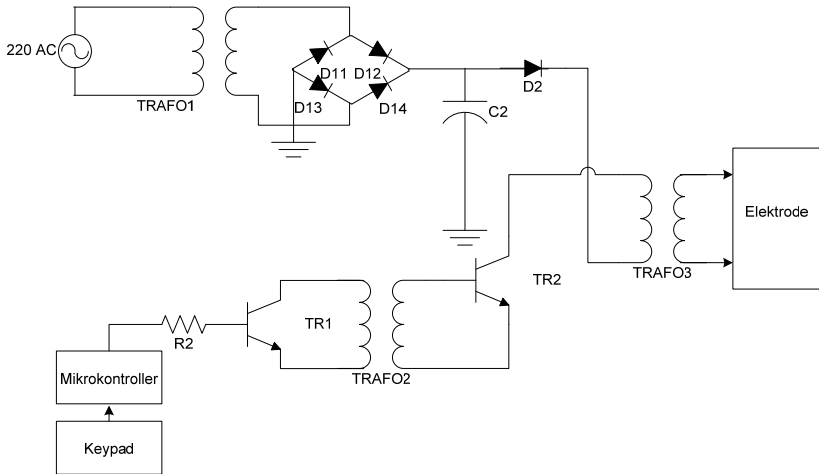 220 AC
TRAFO1
D11
D12
D13
D14
C2
D2
Elektrode
TRAFO3
TR2
TR1
R2
TRAFO2
Mikrokontroller
Keypad